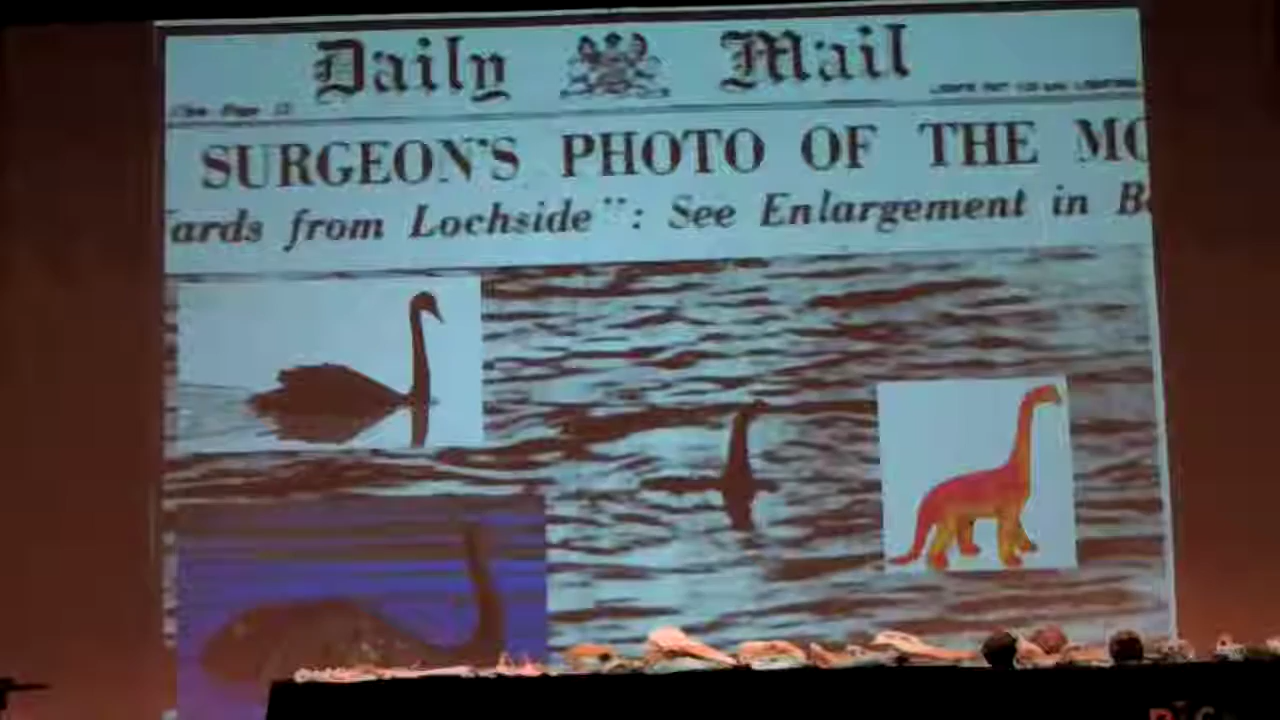 Daily Mail
SURGEON'S PHOTO OF THE MO
ards from Lochside": See Enlargement in B